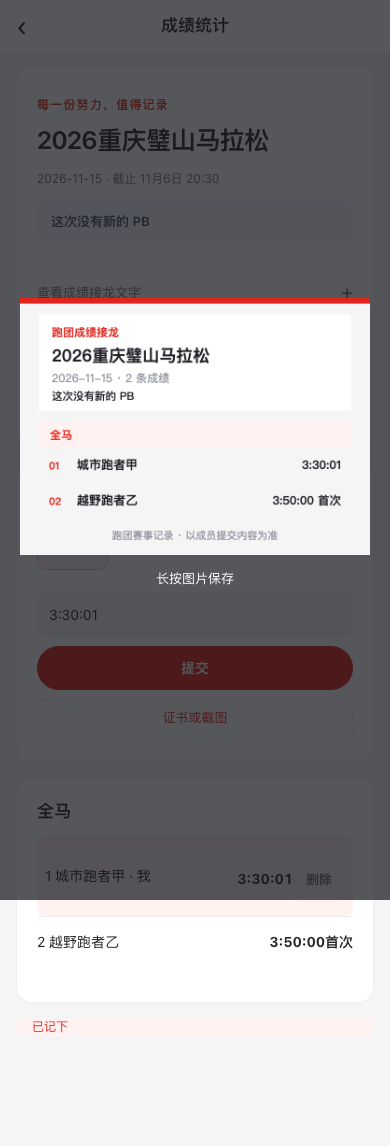 成绩统计
每一份努力，值得记录
2026重庆璧山马拉松
2026-11-15 · 截止 11月6日 20:30
这次没有新的 PB
查看成绩接龙文字 +
跑团成绩接龙
2026重庆璧山马拉松
2026-11-15 · 2 条成绩
这次没有新的 PB
全马
01 城市跑者甲 3:30:01
02 越野跑者乙 3:50:00 首次
跑团赛事记录 · 以成员提交内容为准
长按图片保存
3:30:01
提交
证书或截图
全马
1 城市跑者甲 · 我 3:30:01 删除
2 越野跑者乙 3:50:00首次
已记下